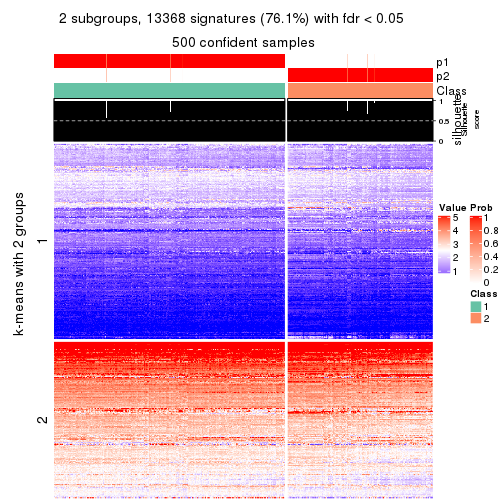 2 subgroups, 13368 signatures (76.1%) with fdr < 0.05
500 confident samples
p1
p2
Class
1
0.5
0
silhouette
Silhouette
score
k-means with 2 groups
1
2
Value
5
4
3
2
1
Prob
1
0.8
0.6
0.4
0.2
0
Class
1
2